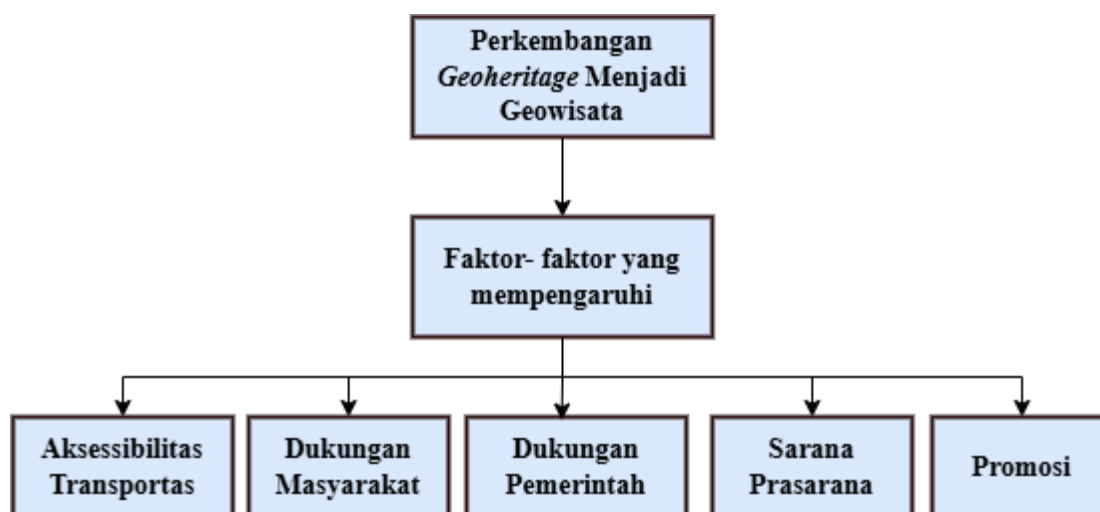 Perkembangan
Geoheritage Menjadi
Geowisata
Faktor- faktor yang
mempengaruhi
Aksessibilitas
Transportas
Dukungan
Masyarakat
Dukungan
Pemerintah
Sarana
Prasarana
Promosi